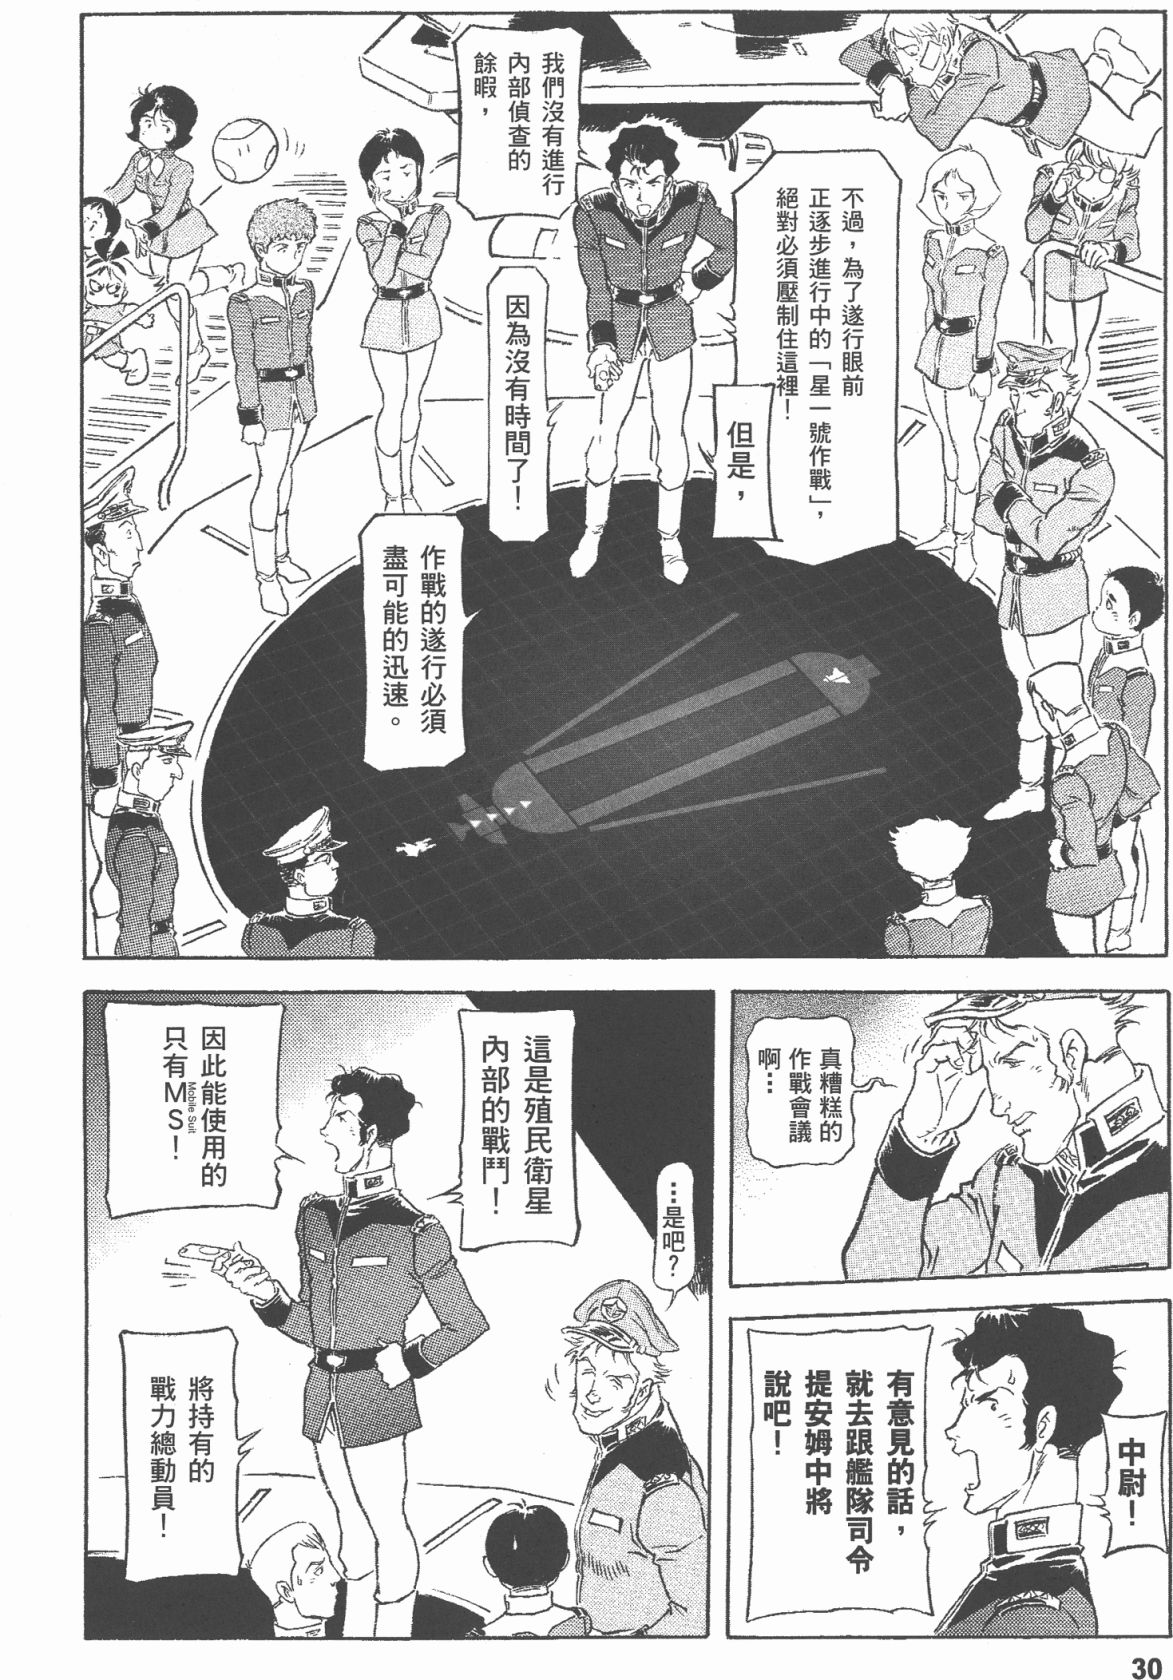 不過，為了遂行眼前
正逐步進行中的「星一號作戰」，
絕對必須壓制住這裡！
但是，
我們沒有進行
內部偵查的
餘暇，
因為沒有時間了！
作戰的遂行必須
盡可能的迅速。
真糟糕的
作戰會議
啊⋯
中尉！
有意見的話，
就去跟艦隊司令
提安姆中將
說吧！
⋯是吧？
這是殖民衛星
內部的戰鬥！
因此能使用的
只有MS！
Mobile Suit
將持有的
戰力總動員！
30